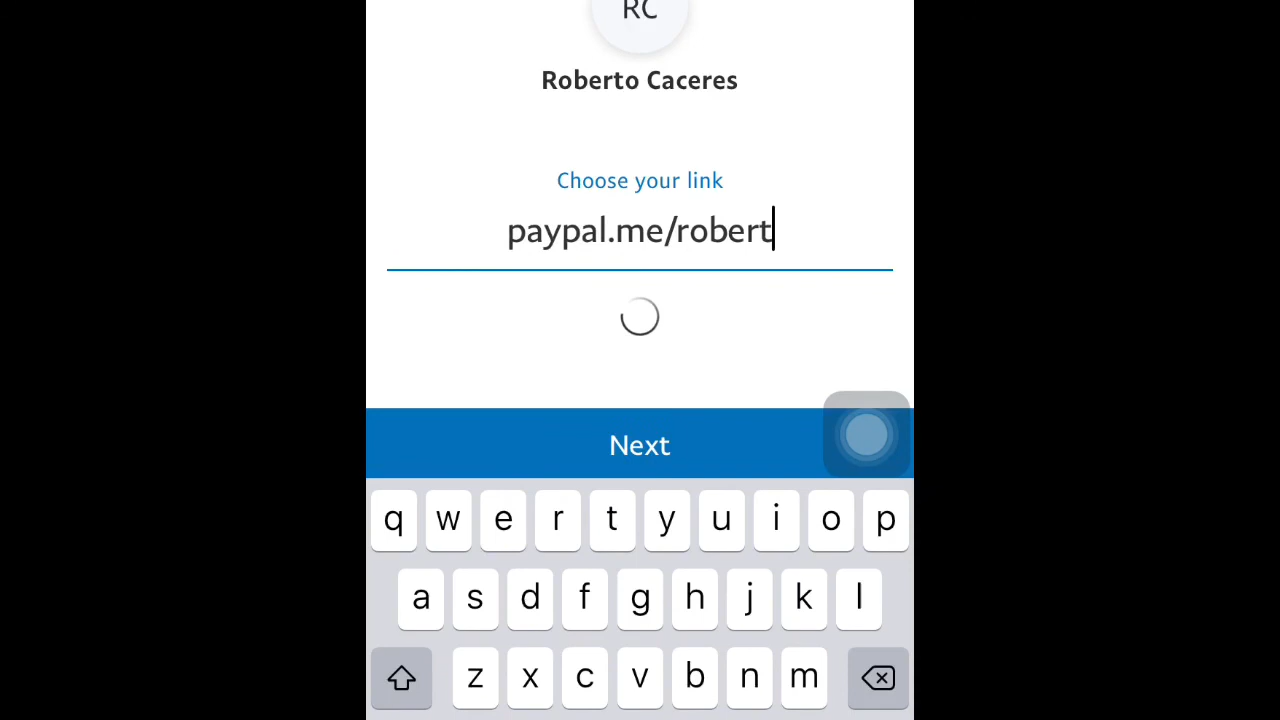 RC
Roberto Caceres
Choose your link
paypal.me/robert
Next
q w e r t y u i o p
a s d f g h j k l
z x c v b n m